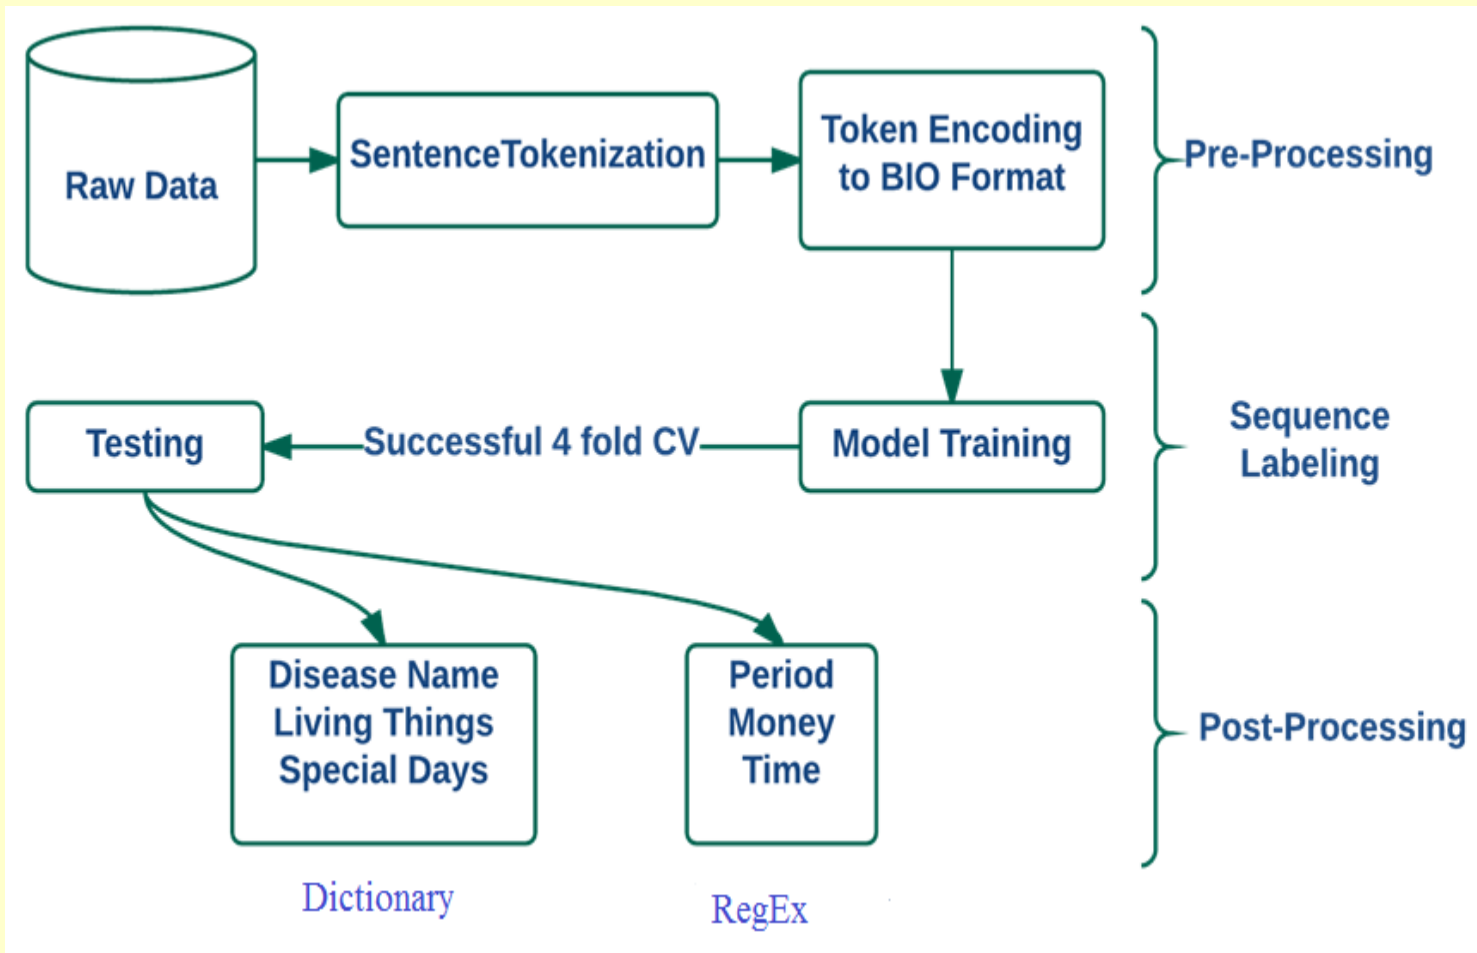 Raw Data
SentenceTokenization
Token Encoding
to BIO Format
Pre-Processing
Testing
Successful 4 fold CV
Model Training
Sequence
Labeling
Disease Name
Living Things
Special Days
Period
Money
Time
Post-Processing
Dictionary
RegEx